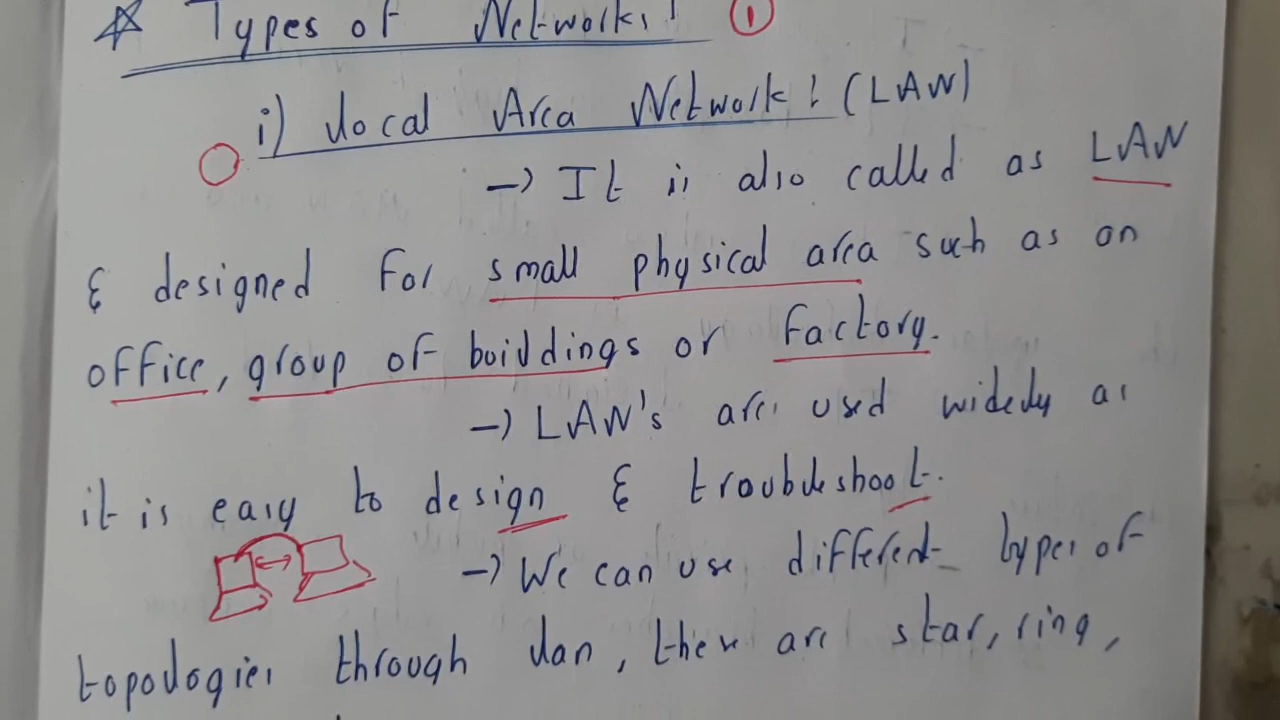 ☆ Types of Networks: ①
i) Local Area Network: (LAN)
→ It is also called as LAN
& designed for small physical area such as an
office, group of buildings or factory.
→ LAN's are used widely as
it is easy to design & troubleshoot.
→ We can use different types of
topologies through lan, these are star, ring,